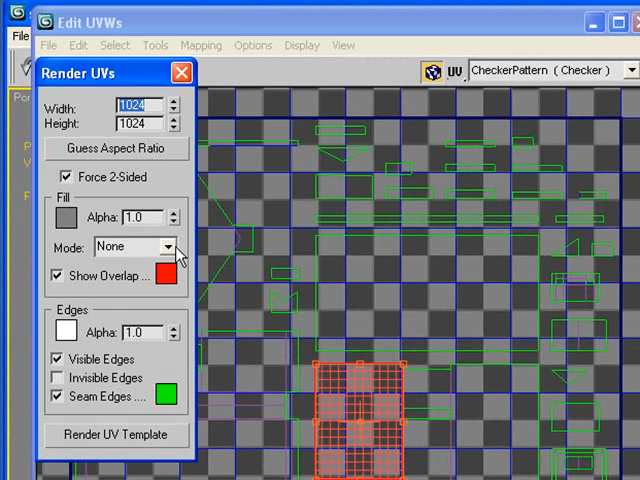 Edit UVWs
File
File Edit Select Tools Mapping Options Display View
Render UVs
UV CheckerPattern ( Checker )
Width: 1024
Height: 1024
Guess Aspect Ratio
Force 2-Sided
Fill
Alpha: 1.0
Mode: None
Show Overlap ...
Edges
Alpha: 1.0
Visible Edges
Invisible Edges
Seam Edges ....
Render UV Template